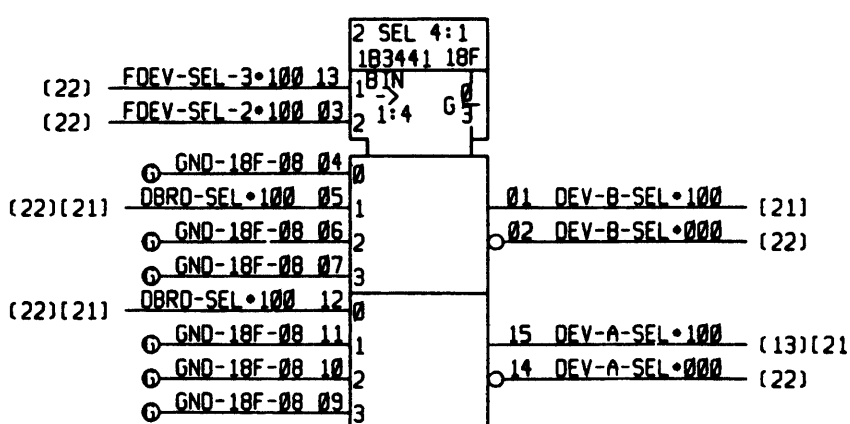 2 SEL 4:1
1B3441 18F
(22) FDEV-SEL-3•100 13 1 BIN
-> G 0/3
(22) FDEV-SEL-2•100 03 2 1:4
G GND-18F-08 04 0
(22)[21] DBRD-SEL•100 05 1 01 DEV-B-SEL•100 [21]
G GND-18F-08 06 2 02 DEV-B-SEL•000 (22)
G GND-18F-08 07 3
(22)[21] DBRD-SEL•100 12 0
G GND-18F-08 11 1 15 DEV-A-SEL•100 (13)[21
G GND-18F-08 10 2 14 DEV-A-SEL•000 (22)
G GND-18F-08 09 3